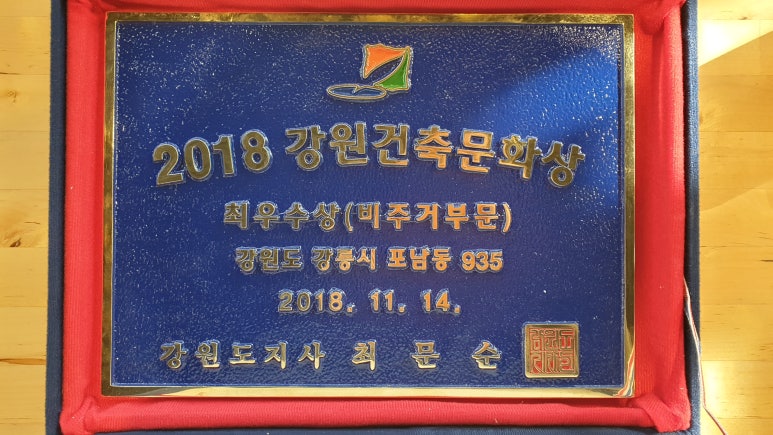 2018 강원건축문화상
최우수상(비주거부문)
강원도 강릉시 포남동 935
2018. 11. 14.
강원도지사 최 문 순